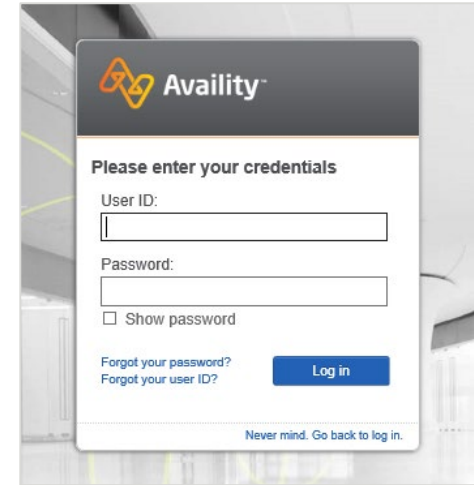 Availity™
Please enter your credentials
User ID:
Password:
Show password
Forgot your password?
Forgot your user ID?
Log in
Never mind. Go back to log in.